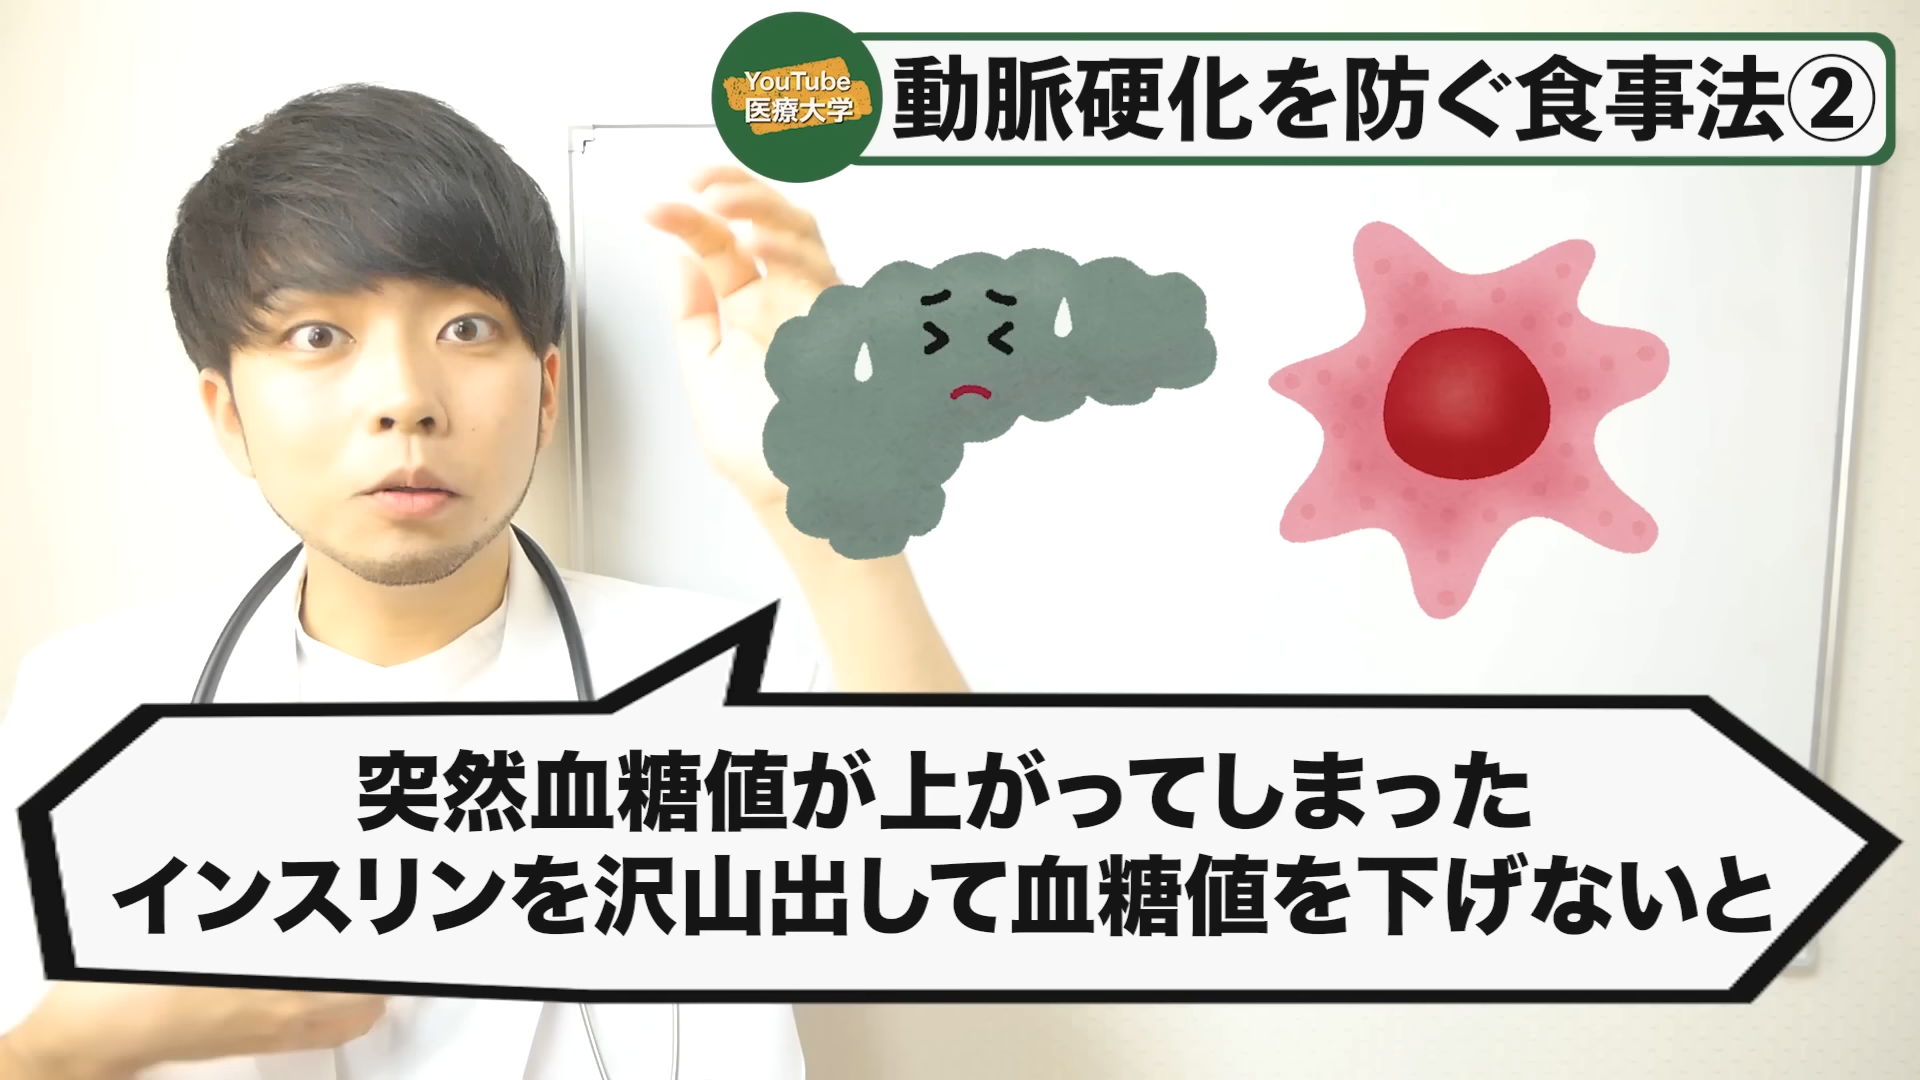 YouTube
医療大学
動脈硬化を防ぐ食事法②
突然血糖値が上がってしまった
インスリンを沢山出して血糖値を下げないと